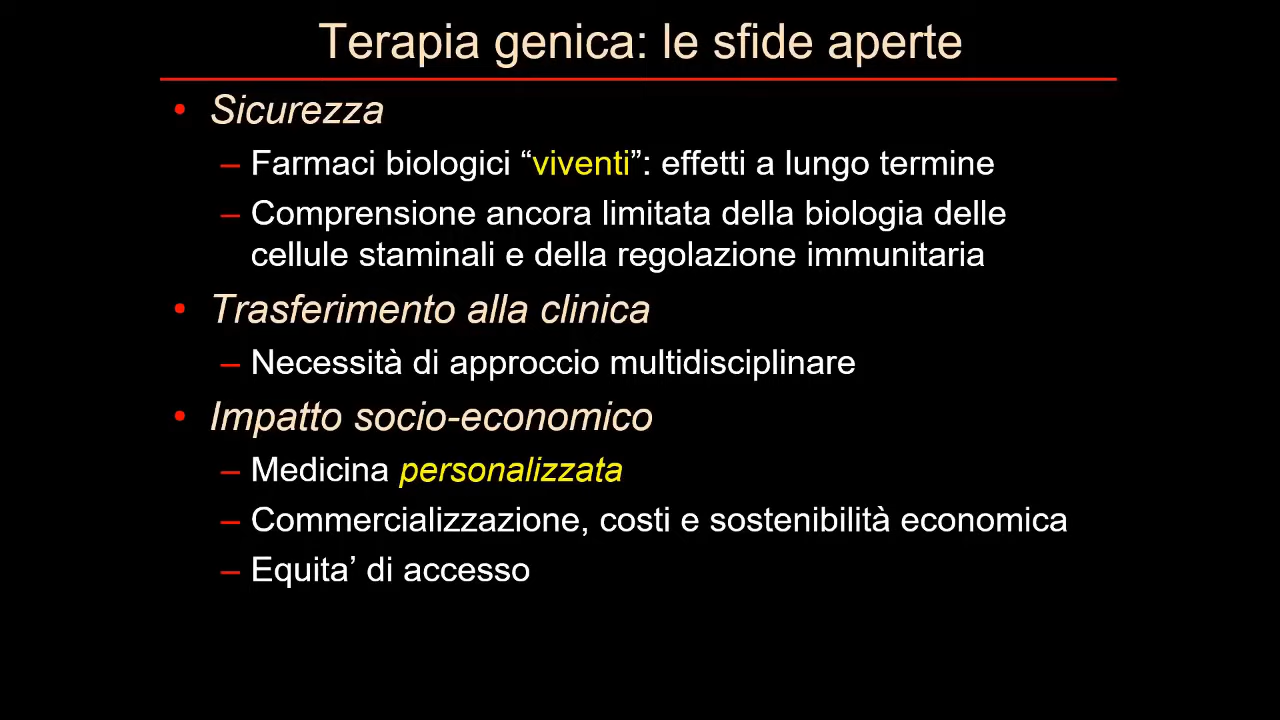 Terapia genica: le sfide aperte
• Sicurezza
– Farmaci biologici “viventi”: effetti a lungo termine
– Comprensione ancora limitata della biologia delle
cellule staminali e della regolazione immunitaria
• Trasferimento alla clinica
– Necessità di approccio multidisciplinare
• Impatto socio-economico
– Medicina personalizzata
– Commercializzazione, costi e sostenibilità economica
– Equita’ di accesso